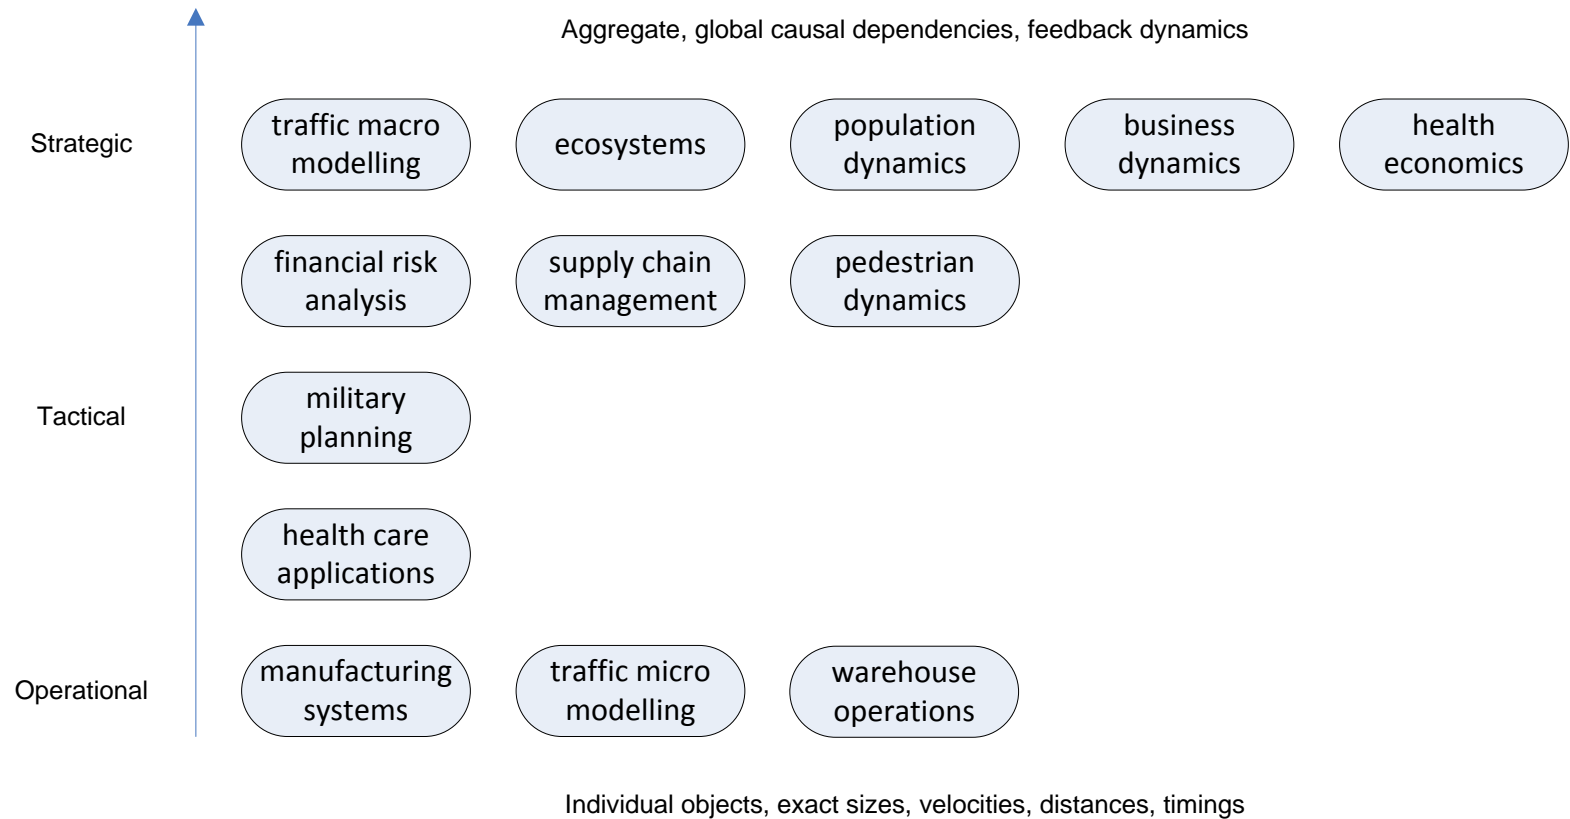 Aggregate, global causal dependencies, feedback dynamics
Strategic
traffic macro
modelling
ecosystems
population
dynamics
business
dynamics
health
economics
financial risk
analysis
supply chain
management
pedestrian
dynamics
Tactical
military
planning
health care
applications
Operational
manufacturing
systems
traffic micro
modelling
warehouse
operations
Individual objects, exact sizes, velocities, distances, timings